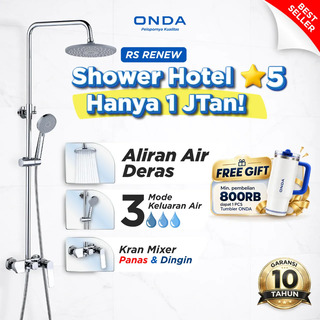 ONDA
Pelopornya Kualitas
BEST
SELLER
RS RENEW
Shower Hotel 5
Hanya 1 JTan!
Aliran Air
Deras
3 Mode
Keluaran Air
Kran Mixer
Panas & Dingin
FREE GIFT
Min. pembelian
800RB
dapat 1 PCS
Tumbler ONDA
ONDA
GARANSI
10
TAHUN